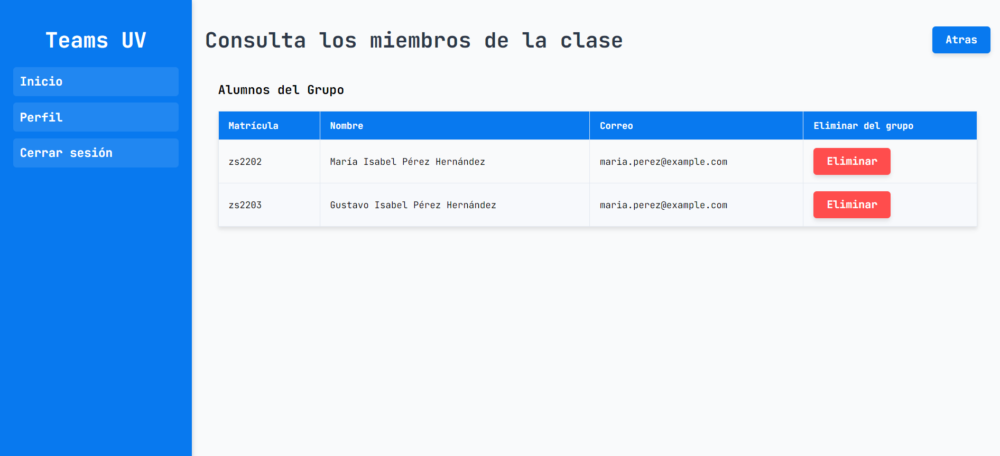 Teams UV
Inicio
Perfil
Cerrar sesión
Consulta los miembros de la clase
Atras
Alumnos del Grupo
Matrícula Nombre Correo Eliminar del grupo
zs2202 María Isabel Pérez Hernández maria.perez@example.com Eliminar
zs2203 Gustavo Isabel Pérez Hernández maria.perez@example.com Eliminar